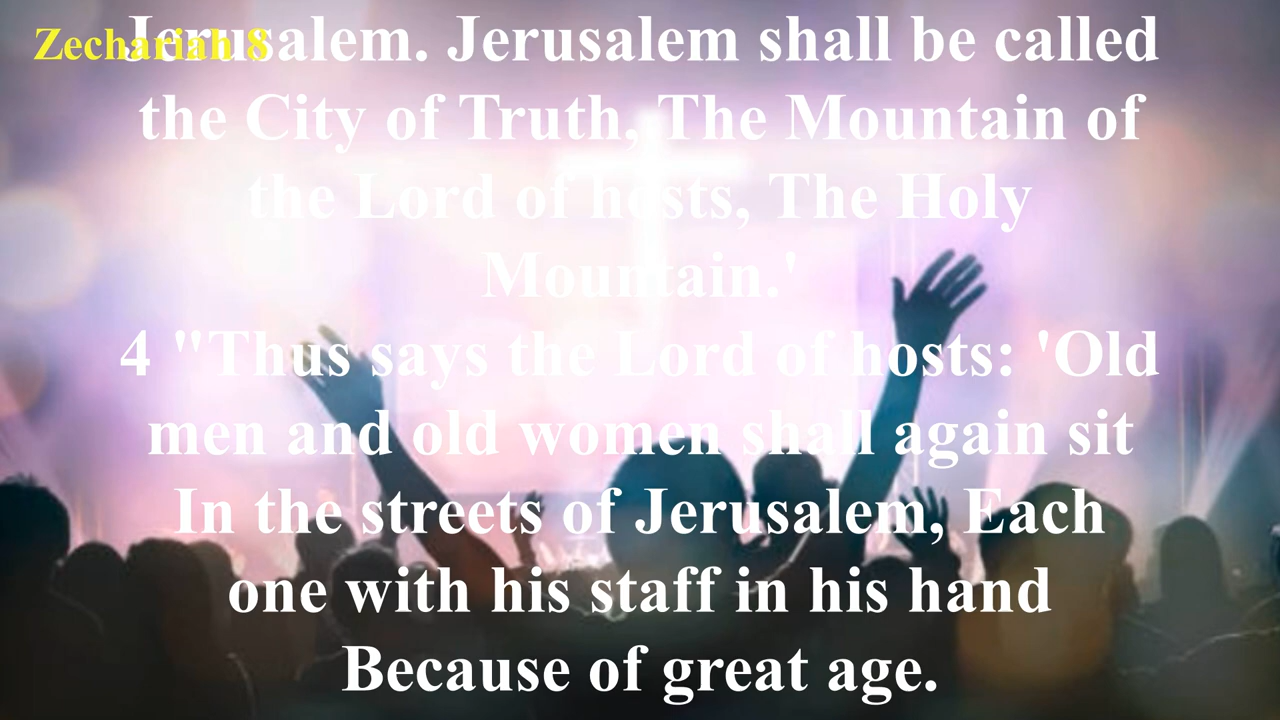 Zechariah 8
Jerusalem. Jerusalem shall be called
the City of Truth, The Mountain of
the Lord of hosts, The Holy
Mountain.'
4 "Thus says the Lord of hosts: 'Old
men and old women shall again sit
In the streets of Jerusalem, Each
one with his staff in his hand
Because of great age.